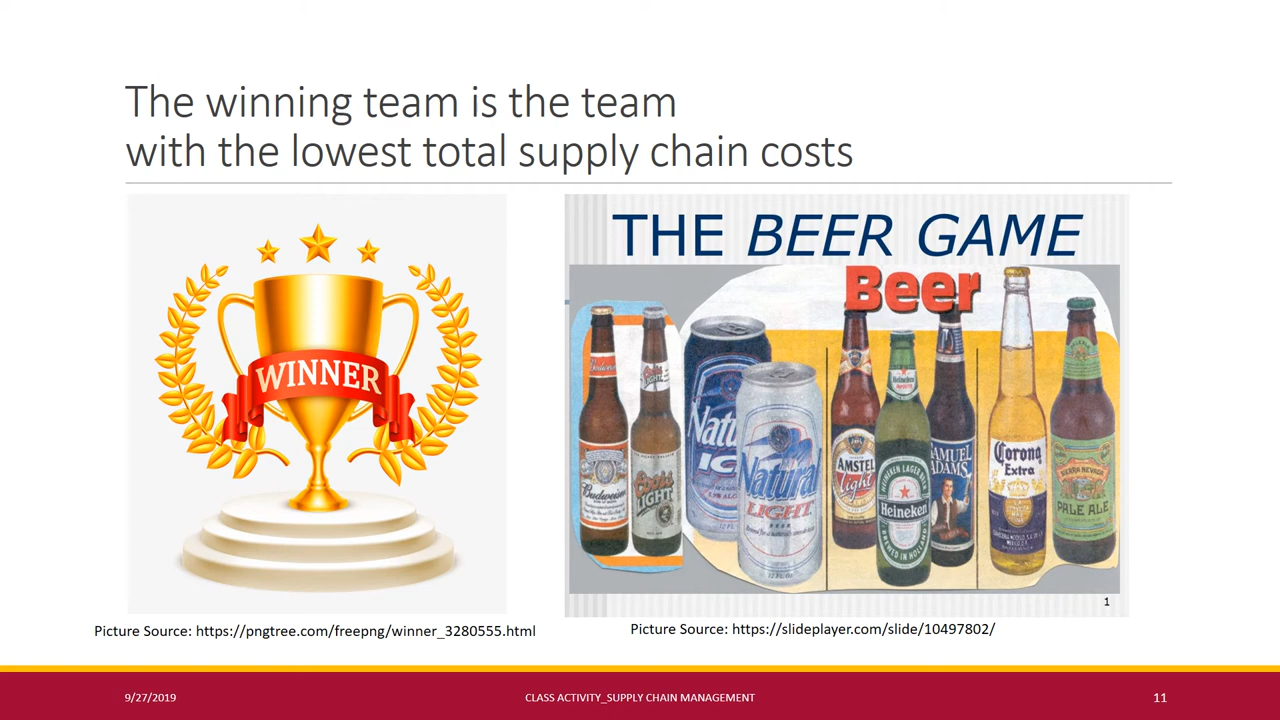 The winning team is the team
with the lowest total supply chain costs
WINNER
THE BEER GAME
Beer
Budweiser
Coors
LIGHT
Natu
ICE
Natural
LIGHT
AMSTEL
Light
Heineken
Heineken
SAMUEL
ADAMS
Corona
Extra
SIERRA NEVADA
PALE ALE
1
Picture Source: https://pngtree.com/freepng/winner_3280555.html
Picture Source: https://slideplayer.com/slide/10497802/
9/27/2019
CLASS ACTIVITY_SUPPLY CHAIN MANAGEMENT
11